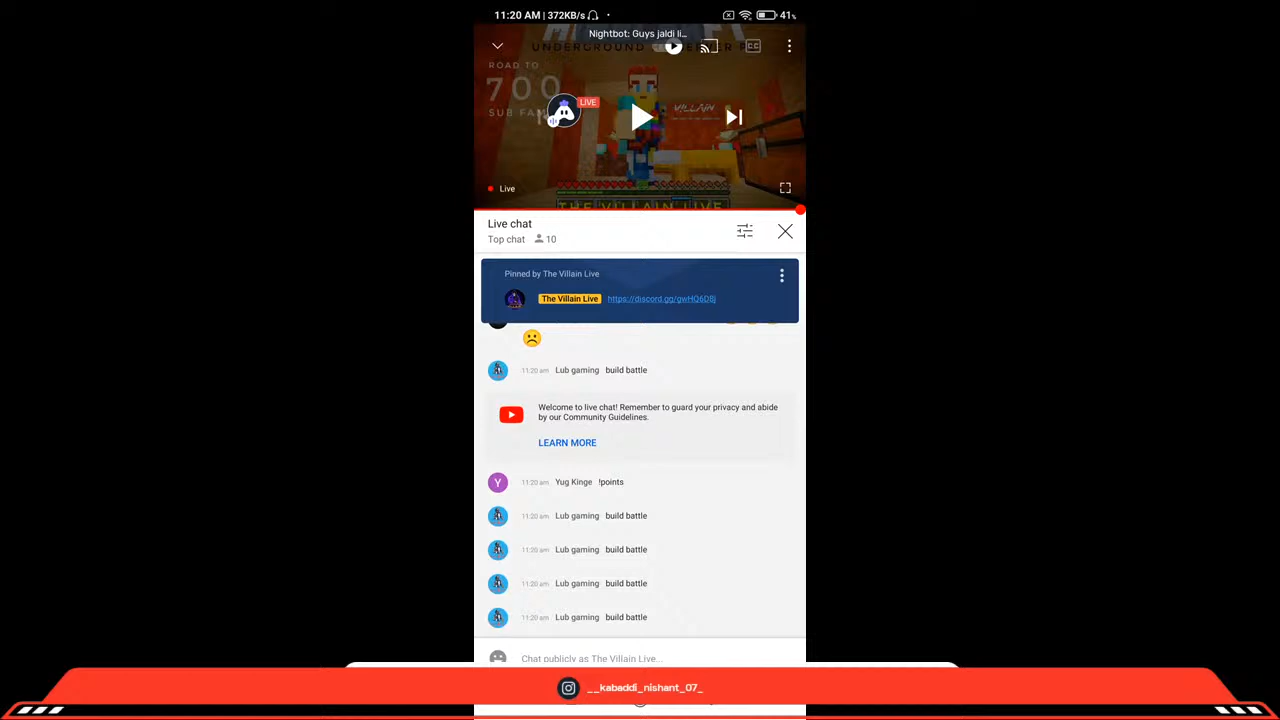 11:20 AM | 372KB/s
41%
Nightbot: Guys jaldi li...
CC
ROAD TO
700
SUB FAM
LIVE
VILLAIN
Live
THE VILLAIN LIVE
Live chat
Top chat 10
Pinned by The Villain Live
The Villain Live https://discord.gg/gwHQ6D8j
11:20 am Lub gaming build battle
Welcome to live chat! Remember to guard your privacy and abide
by our Community Guidelines.
LEARN MORE
Y 11:20 am Yug Kinge !points
11:20 am Lub gaming build battle
11:20 am Lub gaming build battle
11:20 am Lub gaming build battle
11:20 am Lub gaming build battle
Chat publicly as The Villain Live...
__kabaddi_nishant_07_